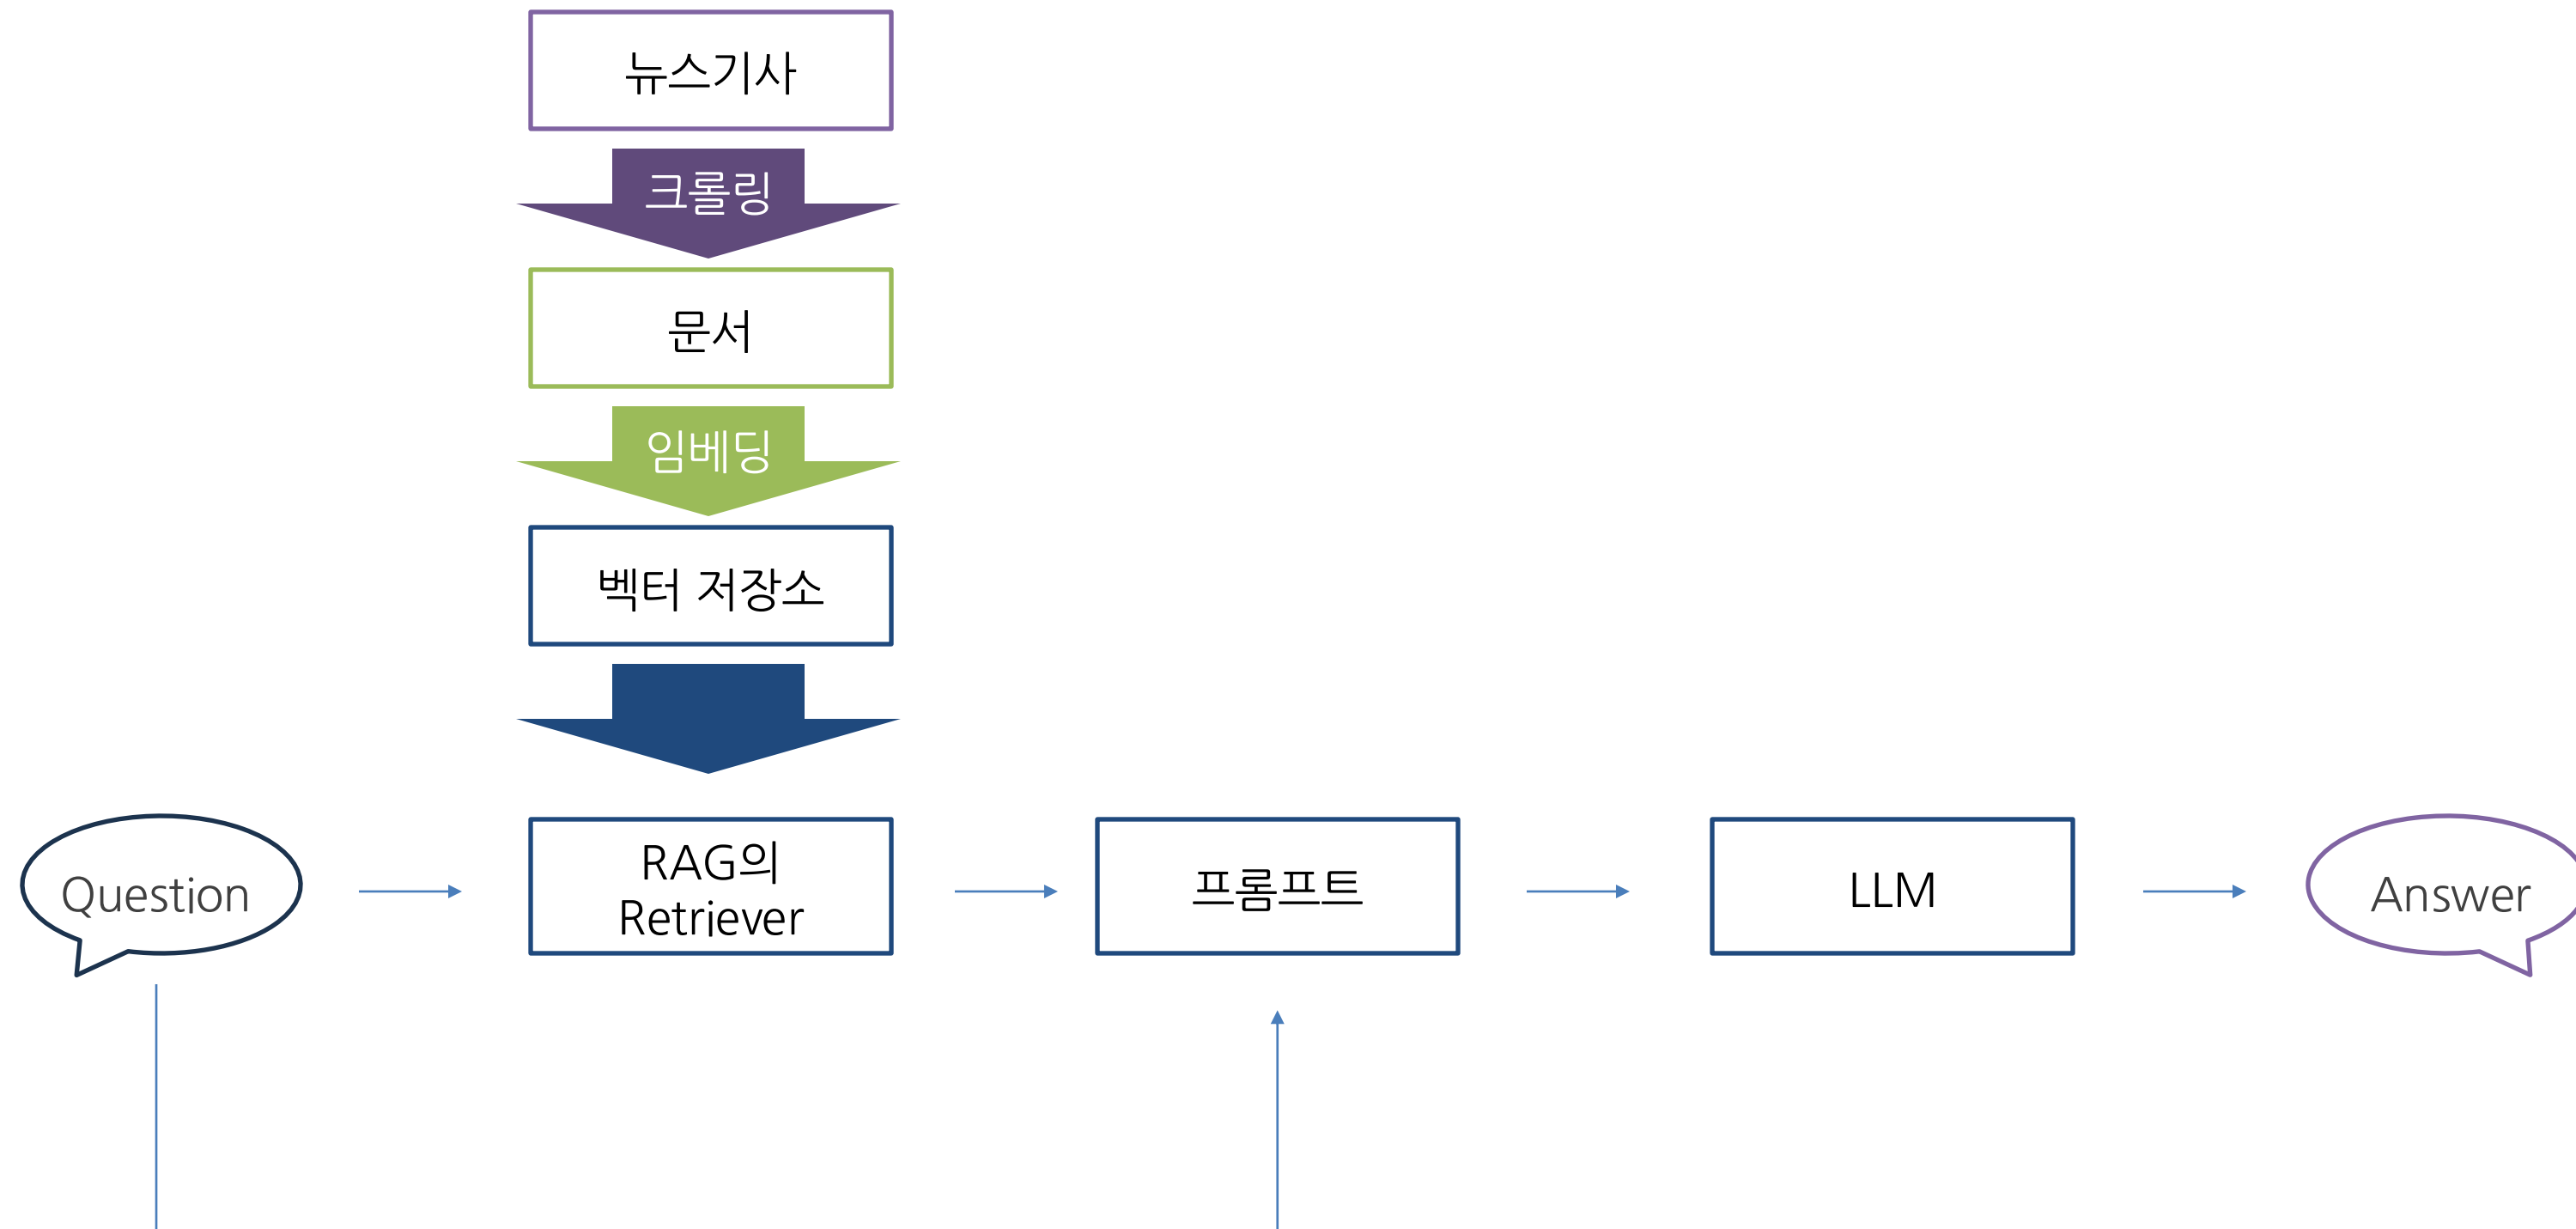 뉴스기사
크롤링
문서
임베딩
벡터 저장소
Question
RAG의
Retriever
프롬프트
LLM
Answer